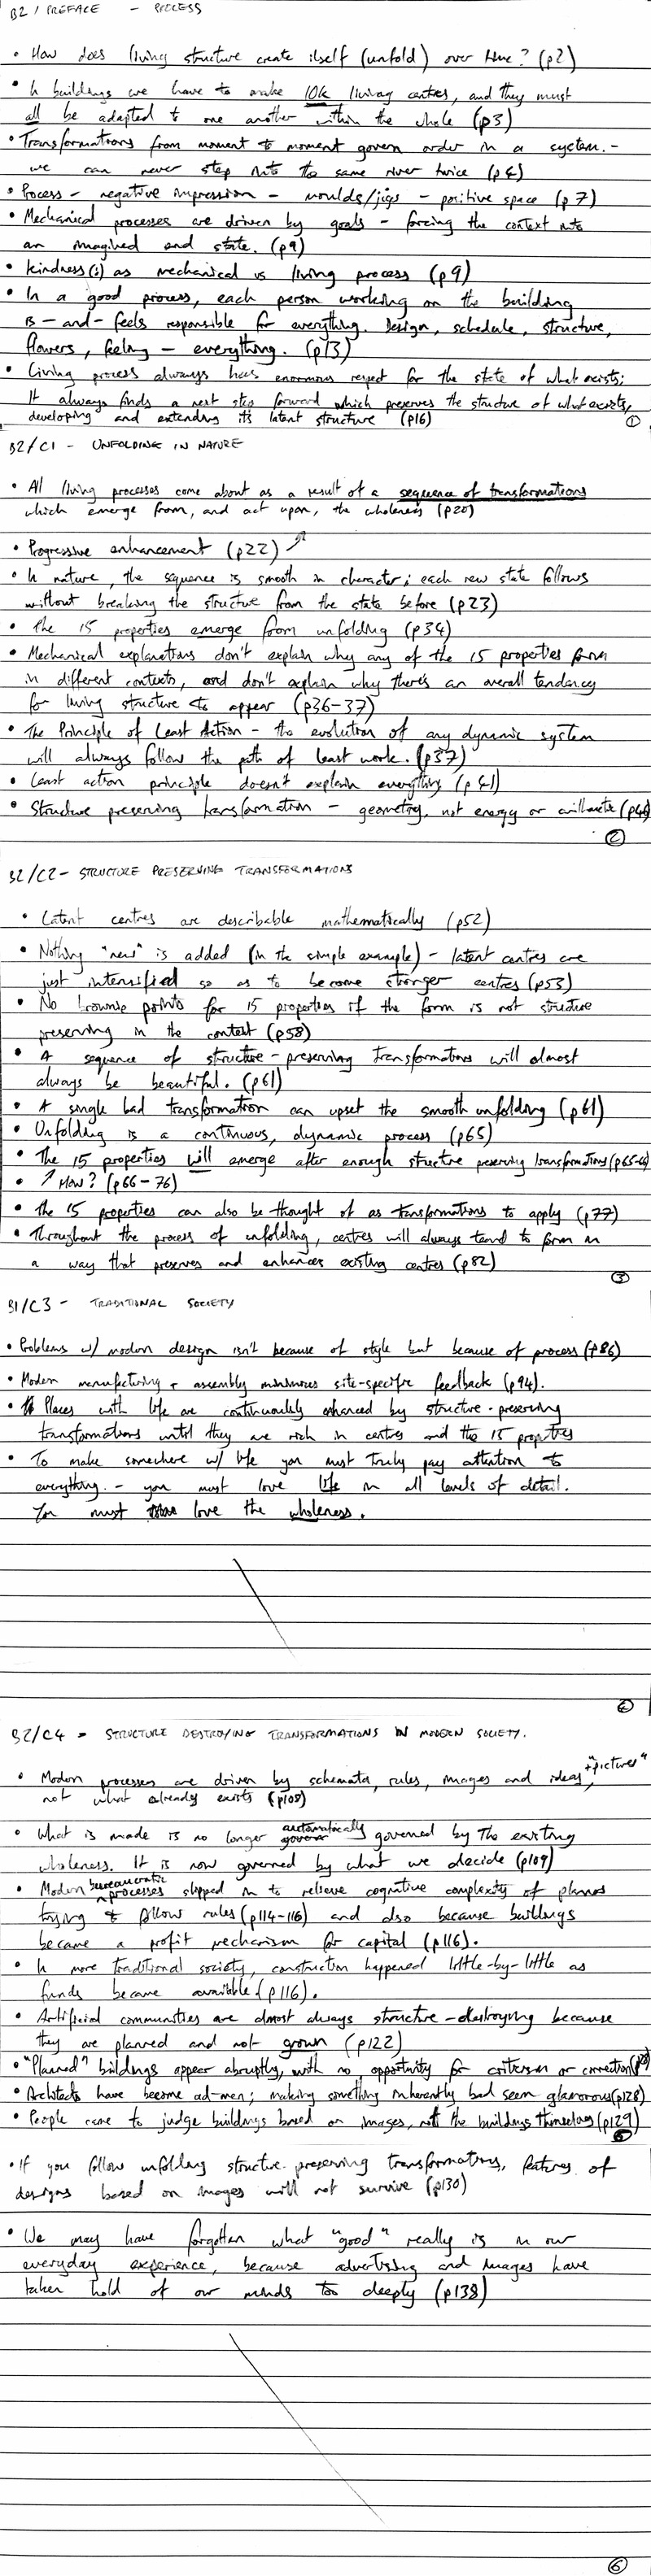 B2 / PREFACE - PROCESS
• How does living structure create itself (unfold) over time? (p2)
• In buildings we have to make 10k living centres, and they must
all be adapted to one another within the whole (p3)
• Transformations from moment to moment govern order in a system. -
we can never step into the same river twice (p4)
• Process - negative impression - moulds/jigs - positive space (p7)
• Mechanical processes are driven by goals - forcing the context into
an imagined end state. (p9)
• Kindness(!) as mechanical vs living process (p9)
• In a good process, each person working on the building
is - and - feels responsible for everything. Design, schedule, structure,
flowers, feeling - everything. (p13)
• Living process always has enormous respect for the state of what exists;
It always finds a next step forward which preserves the structure of what exists,
developing and extending its latent structure (p16)
①
B2/C1 - UNFOLDING IN NATURE
• All living processes come about as a result of a sequence of transformations
which emerge from, and act upon, the wholeness (p20)
• Progressive enhancement (p22) ↗
• In nature, the sequence is smooth in character; each new state follows
without breaking the structure from the state before (p23)
• The 15 properties emerge from unfolding (p34)
• Mechanical explanations don't explain why any of the 15 properties form
in different contexts, and don't explain why there's an overall tendency
for living structure to appear (p36-37)
• The Principle of Least Action - the evolution of any dynamic system
will always follow the path of least work. (p37)
• Least action principle doesn't explain everything (p41)
• Structure preserving transformation - geometry, not energy or arithmetic
②
B2/C2 - STRUCTURE PRESERVING TRANSFORMATIONS
• Latent centres are describable mathematically (p52)
• Nothing "new" is added (in the simple example) - latent centres are
just intensified so as to become stronger centres (p53)
• No brownie points for 15 properties if the form is not structure
preserving in the context (p58)
• A sequence of structure-preserving transformations will almost
always be beautiful. (p61)
• A single bad transformation can upset the smooth unfolding (p61)
• Unfolding is a continuous, dynamic process (p65)
• The 15 properties will emerge after enough structure preserving transformations (p65-66)
• ↗ How? (p66-76)
• The 15 properties can also be thought of as transformations to apply (p77)
• Throughout the process of unfolding, centres will always tend to form in
a way that preserves and enhances existing centres (p82)
③
B1/C3 - TRADITIONAL SOCIETY
• Problems w/ modern design isn't because of style but because of process (p86)
• Modern manufacturing + assembly minimises site-specific feedback (p94).
• Places with life are continuously enhanced by structure-preserving
transformations until they are rich in centres and the 15 properties
• To make somewhere w/ life you must truly pay attention to
everything. - you must love life in all levels of detail.
You must love the wholeness.
④
B2/C4 - STRUCTURE DESTROYING TRANSFORMATIONS IN MODERN SOCIETY.
• Modern processes are driven by schemata, rules, images and ideas, + "pictures"
not what already exists (p108)
• What is made is no longer automatically governed by the existing
wholeness. It is now governed by what we decide (p109)
• Modern bureaucratic processes slipped in to relieve cognitive complexity of planos
trying to follow rules (p114-116) and also because buildings
became a profit mechanism for capital (p116).
• In more traditional society, construction happened little-by-little as
funds became available (p116).
• Artificial communities are almost always structure-destroying because
they are planned and not grown (p122)
• "Planned" buildings appear abruptly, with no opportunity for criticism or correction
• Architects have become ad-men; making something inherently bad seem glamorous (p128)
• People came to judge buildings based on images, not the buildings themselves (p129)
⑤
• If you follow unfolding structure-preserving transformations, features of
designs based on images will not survive (p130)
• We may have forgotten what "good" really is in our
everyday experience, because advertising and images have
taken hold of our minds too deeply (p138)
⑥